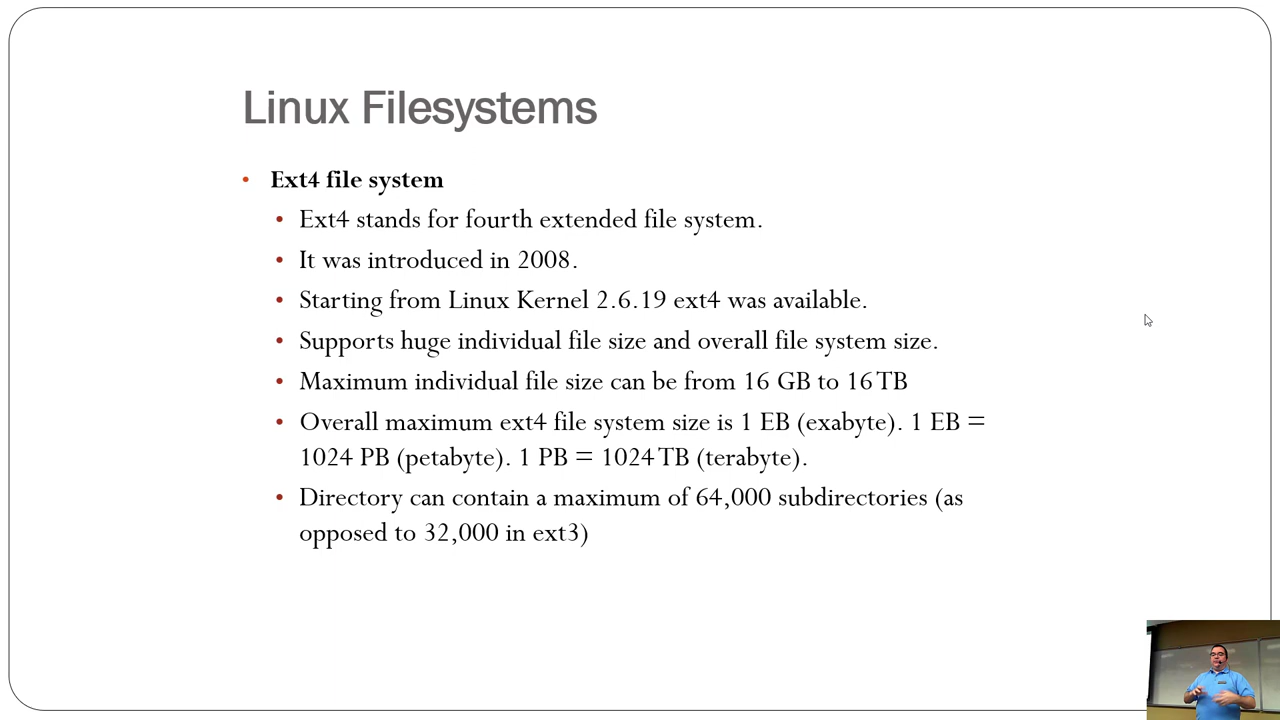 Linux Filesystems
• Ext4 file system
• Ext4 stands for fourth extended file system.
• It was introduced in 2008.
• Starting from Linux Kernel 2.6.19 ext4 was available.
• Supports huge individual file size and overall file system size.
• Maximum individual file size can be from 16 GB to 16 TB
• Overall maximum ext4 file system size is 1 EB (exabyte). 1 EB =
1024 PB (petabyte). 1 PB = 1024 TB (terabyte).
• Directory can contain a maximum of 64,000 subdirectories (as
opposed to 32,000 in ext3)